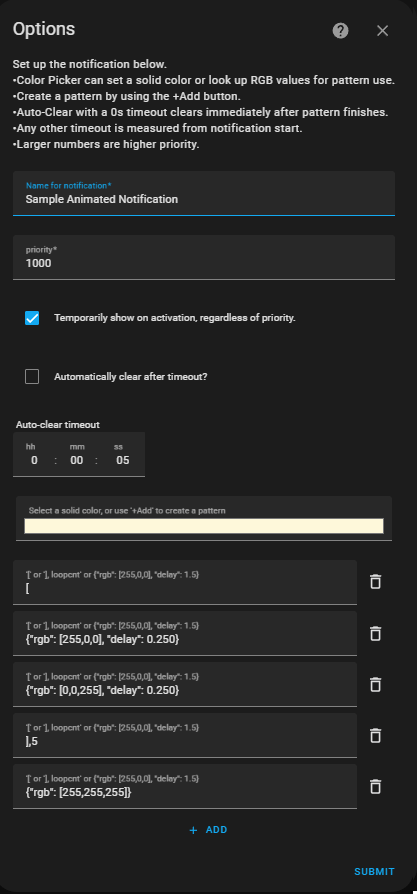 Options
Set up the notification below.
•Color Picker can set a solid color or look up RGB values for pattern use.
•Create a pattern by using the +Add button.
•Auto-Clear with a 0s timeout clears immediately after pattern finishes.
•Any other timeout is measured from notification start.
•Larger numbers are higher priority.
Name for notification*
Sample Animated Notification
priority*
1000
Temporarily show on activation, regardless of priority.
Automatically clear after timeout?
Auto-clear timeout
hh mm ss
0 : 00 : 05
Select a solid color, or use '+Add' to create a pattern
'[' or '], loopcnt' or {"rgb": [255,0,0], "delay": 1.5}
[
'[' or '], loopcnt' or {"rgb": [255,0,0], "delay": 1.5}
{"rgb": [255,0,0], "delay": 0.250}
'[' or '], loopcnt' or {"rgb": [255,0,0], "delay": 1.5}
{"rgb": [0,0,255], "delay": 0.250}
'[' or '], loopcnt' or {"rgb": [255,0,0], "delay": 1.5}
],5
'[' or '], loopcnt' or {"rgb": [255,0,0], "delay": 1.5}
{"rgb": [255,255,255]}
+ ADD
SUBMIT